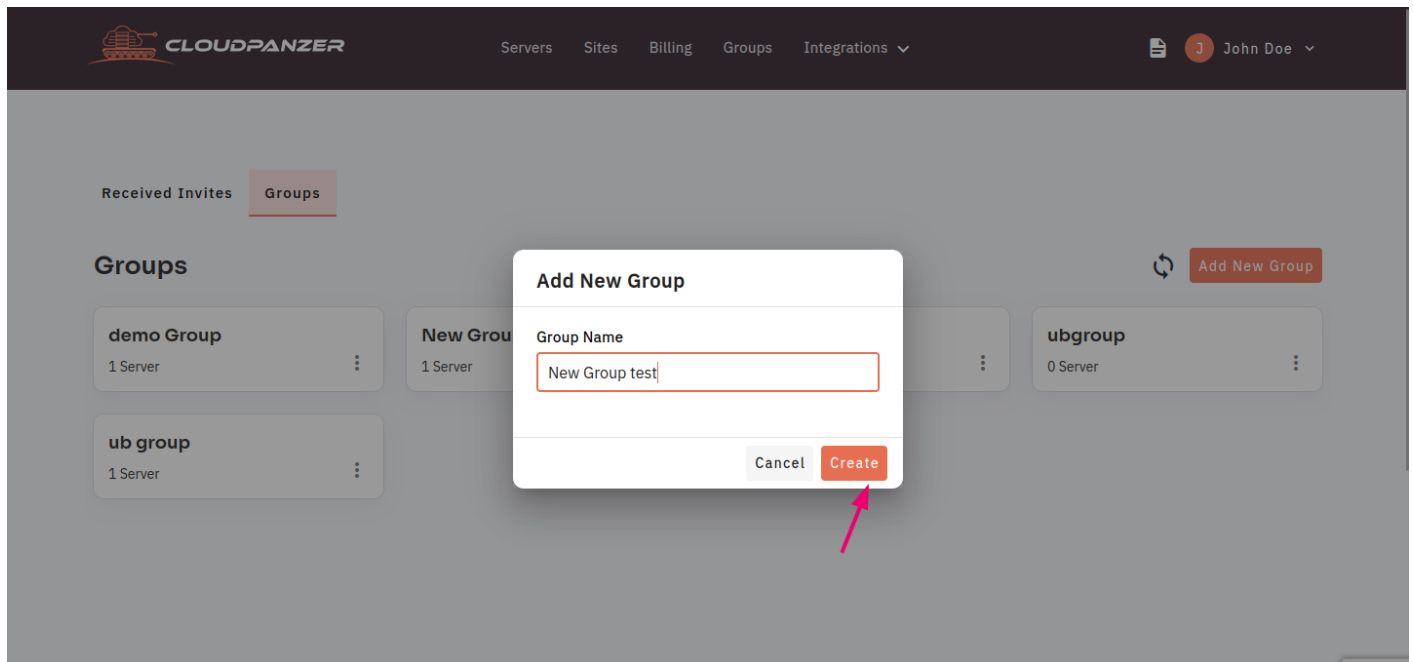 CLOUDPANZER
Servers Sites Billing Groups Integrations
J John Doe
Received Invites Groups
Groups
Add New Group
demo Group
1 Server
New Grou
1 Server
ubgroup
0 Server
ub group
1 Server
Add New Group
Group Name
New Group test
Cancel Create